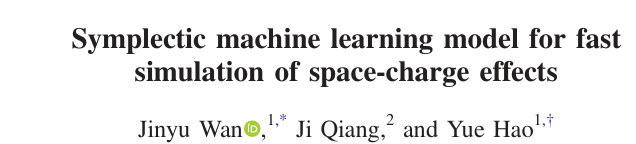 Symplectic machine learning model for fast
simulation of space-charge effects
Jinyu Wan iD,1,* Ji Qiang,2 and Yue Hao1,†